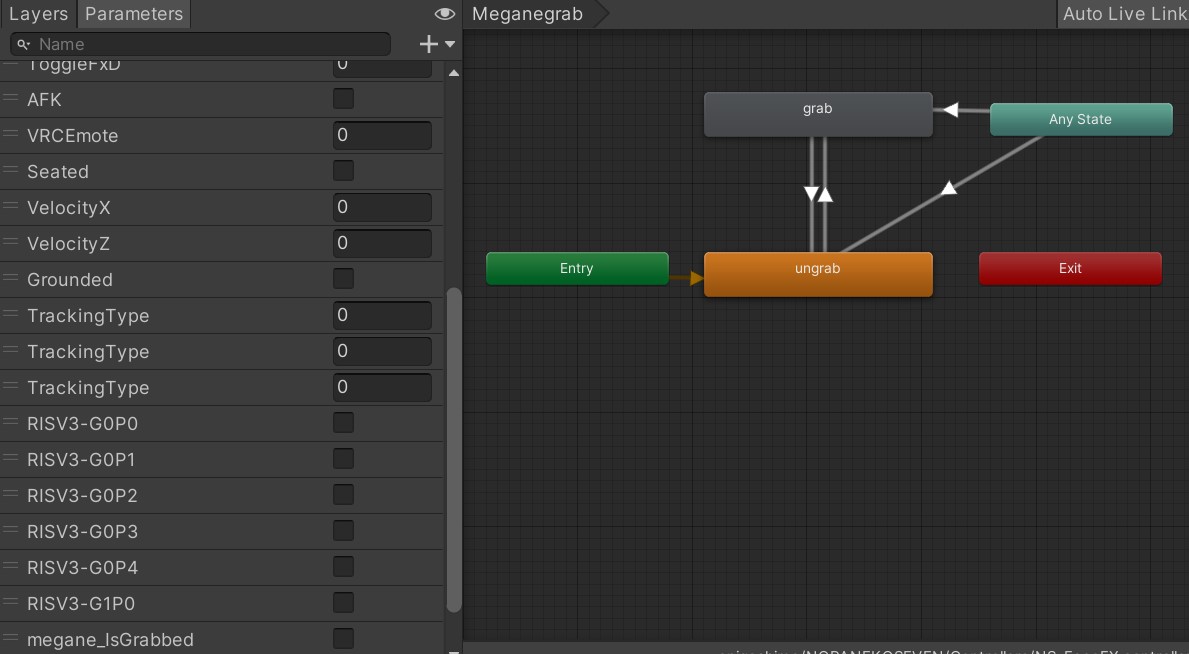 Layers
Parameters
Meganegrab
Auto Live Link
Name
ToggleFxD 0
AFK
VRCEmote 0
Seated
VelocityX 0
VelocityZ 0
Grounded
TrackingType 0
TrackingType 0
TrackingType 0
RISV3-G0P0
RISV3-G0P1
RISV3-G0P2
RISV3-G0P3
RISV3-G0P4
RISV3-G1P0
megane_IsGrabbed
grab
Any State
Entry
ungrab
Exit